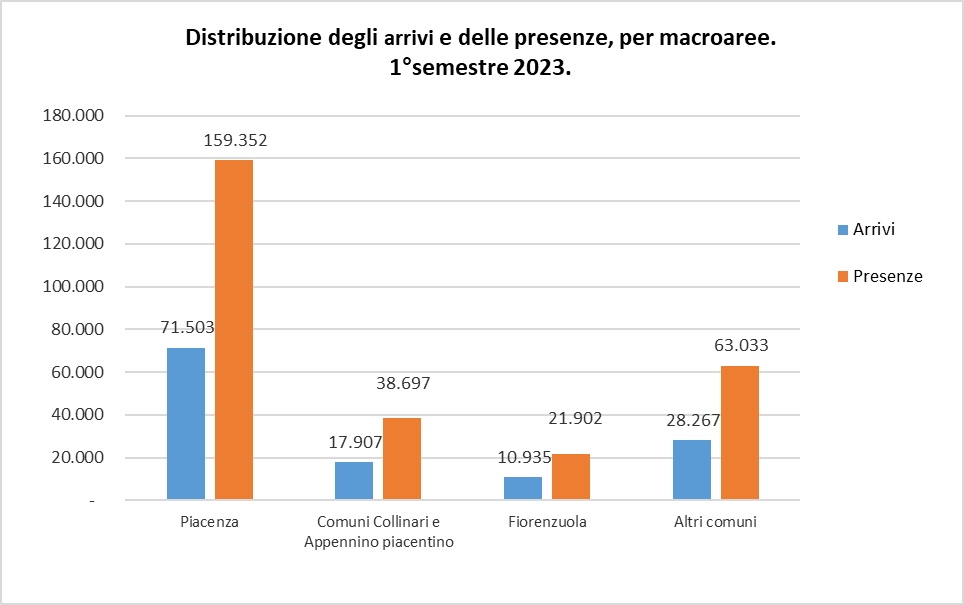 Distribuzione degli arrivi e delle presenze, per macroaree.
1°semestre 2023.
180.000
160.000
140.000
120.000
100.000
80.000
60.000
40.000
20.000
-
159.352
71.503
38.697
17.907
21.902
10.935
63.033
28.267
Piacenza
Comuni Collinari e
Appennino piacentino
Fiorenzuola
Altri comuni
Arrivi
Presenze